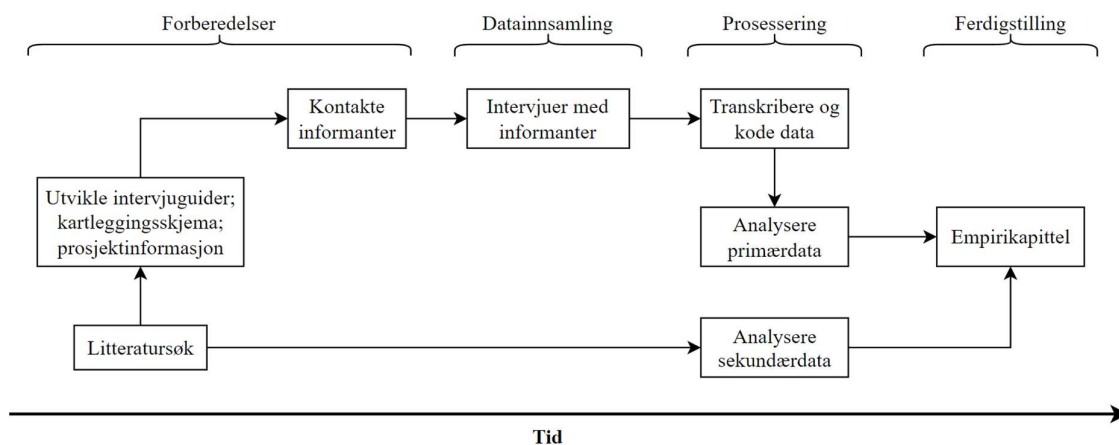 Forberedelser
Datainnsamling
Prosessering
Ferdigstilling
Kontakte
informanter
Intervjuer med
informanter
Transkribere og
kode data
Utvikle intervjuguider;
kartleggingsskjema;
prosjektinformasjon
Analysere
primærdata
Empirikapittel
Litteratursøk
Analysere
sekundærdata
Tid